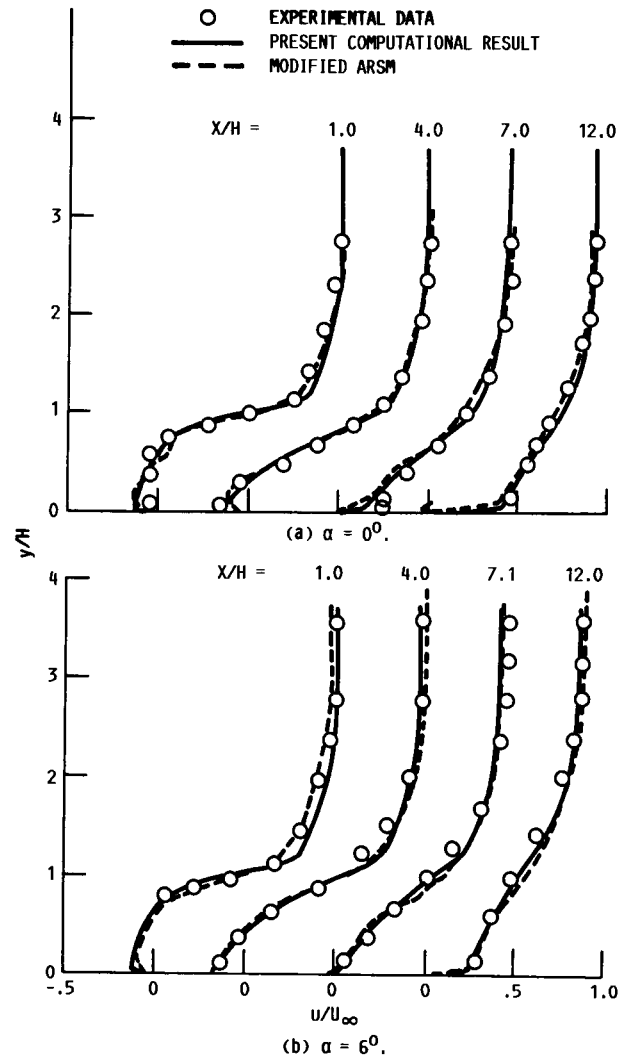 EXPERIMENTAL DATA
PRESENT COMPUTATIONAL RESULT
MODIFIED ARSM
4
X/H = 1.0 4.0 7.0 12.0
3
2
1
0
(a) α = 0⁰.
y/H
X/H = 1.0 4.0 7.1 12.0
4
3
2
1
0
-.5 0 0 0 0 .5 1.0
u/U∞
(b) α = 6⁰.